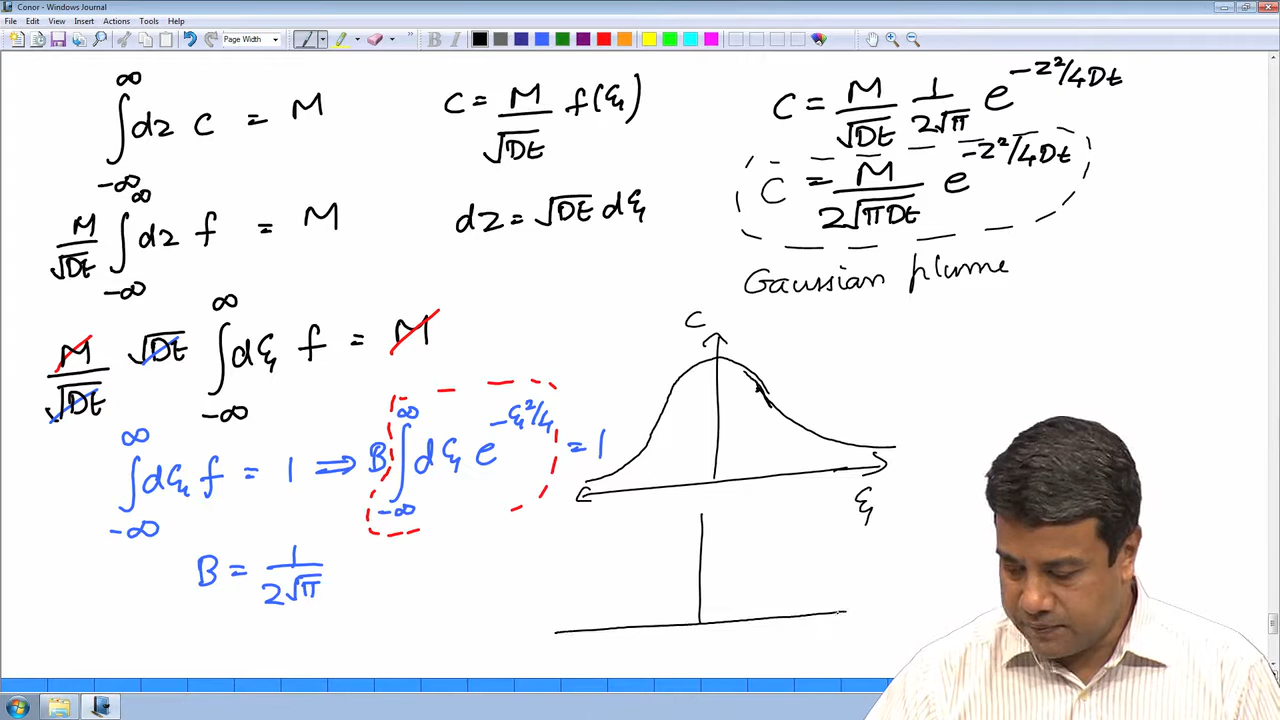 Conor - Windows Journal
File Edit View Insert Actions Tools Help
Page Width
∫_{-∞}^{∞} dz c = M
C = M/√Dt f(ξ)
C = M/√Dt 1/2√π e^{-z²/4Dt}
C = M/2√πDt e^{-z²/4Dt}
Gaussian plume
M/√Dt ∫_{-∞}^{∞} dz f = M
dz = √Dt dξ
M/√Dt √Dt ∫_{-∞}^{∞} dξ f = M
∫_{-∞}^{∞} dξ f = 1 ⇒ B ∫_{-∞}^{∞} dξ e^{-ξ²/4} = 1
B = 1/2√π
C
ξ